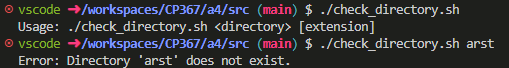 ⊗ vscode ➜/workspaces/CP367/a4/src (main) $ ./check_directory.sh
Usage: ./check_directory.sh <directory> [extension]
⊗ vscode ➜/workspaces/CP367/a4/src (main) $ ./check_directory.sh arst
Error: Directory 'arst' does not exist.